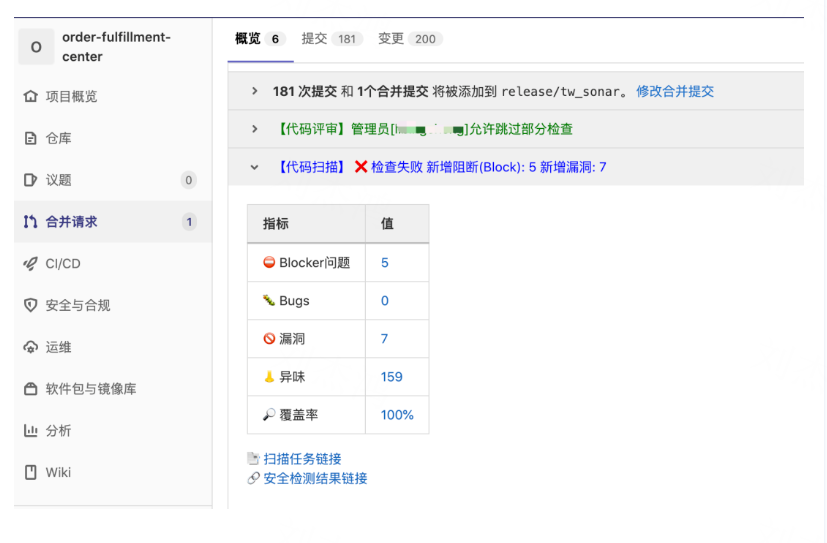 O
order-fulfillment-
center
项目概览
仓库
议题 0
合并请求 1
CI/CD
安全与合规
运维
软件包与镜像库
分析
Wiki
概览 6 提交 181 变更 200
181 次提交 和 1个合并提交 将被添加到 release/tw_sonar。 修改合并提交
【代码评审】管理员[]允许跳过部分检查
【代码扫描】 ❌ 检查失败 新增阻断(Block): 5 新增漏洞: 7
指标 值
Blocker问题 5
Bugs 0
漏洞 7
异味 159
覆盖率 100%
扫描任务链接
安全检测结果链接